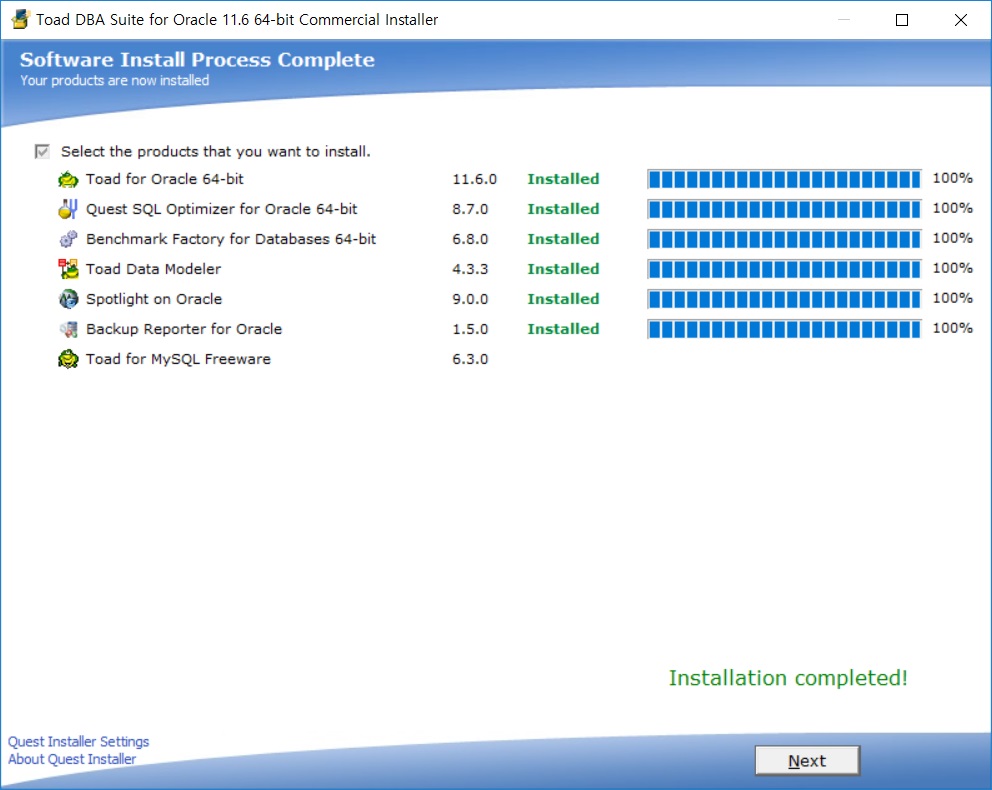 Toad DBA Suite for Oracle 11.6 64-bit Commercial Installer
Software Install Process Complete
Your products are now installed
Select the products that you want to install.
Toad for Oracle 64-bit 11.6.0 Installed 100%
Quest SQL Optimizer for Oracle 64-bit 8.7.0 Installed 100%
Benchmark Factory for Databases 64-bit 6.8.0 Installed 100%
Toad Data Modeler 4.3.3 Installed 100%
Spotlight on Oracle 9.0.0 Installed 100%
Backup Reporter for Oracle 1.5.0 Installed 100%
Toad for MySQL Freeware 6.3.0
Installation completed!
Quest Installer Settings
About Quest Installer
Next